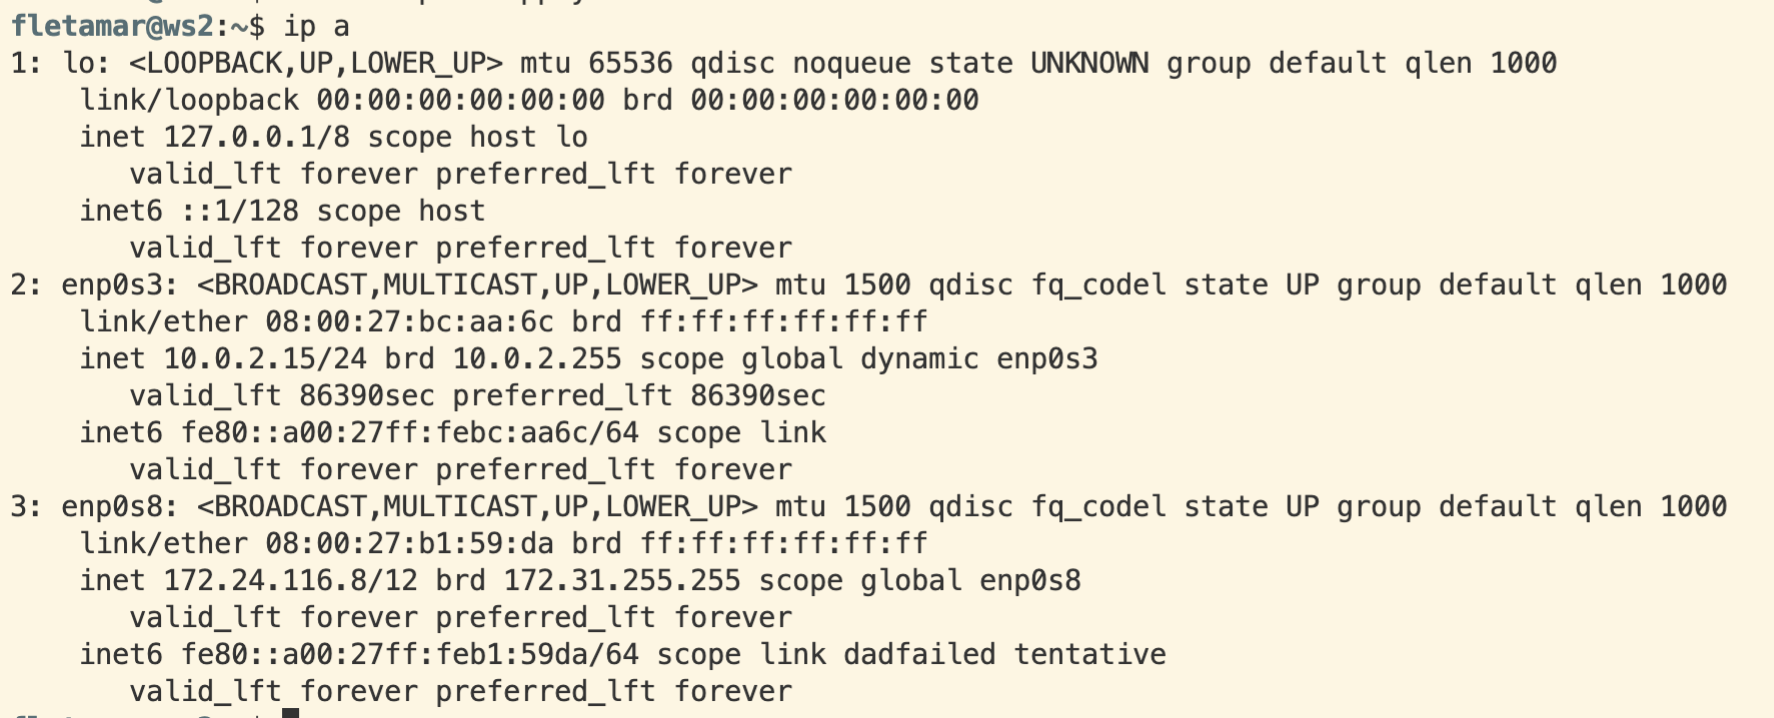 fletamar@ws2:~$ ip a
1: lo: <LOOPBACK,UP,LOWER_UP> mtu 65536 qdisc noqueue state UNKNOWN group default qlen 1000
    link/loopback 00:00:00:00:00:00 brd 00:00:00:00:00:00
    inet 127.0.0.1/8 scope host lo
       valid_lft forever preferred_lft forever
    inet6 ::1/128 scope host
       valid_lft forever preferred_lft forever
2: enp0s3: <BROADCAST,MULTICAST,UP,LOWER_UP> mtu 1500 qdisc fq_codel state UP group default qlen 1000
    link/ether 08:00:27:bc:aa:6c brd ff:ff:ff:ff:ff:ff
    inet 10.0.2.15/24 brd 10.0.2.255 scope global dynamic enp0s3
       valid_lft 86390sec preferred_lft 86390sec
    inet6 fe80::a00:27ff:febc:aa6c/64 scope link
       valid_lft forever preferred_lft forever
3: enp0s8: <BROADCAST,MULTICAST,UP,LOWER_UP> mtu 1500 qdisc fq_codel state UP group default qlen 1000
    link/ether 08:00:27:b1:59:da brd ff:ff:ff:ff:ff:ff
    inet 172.24.116.8/12 brd 172.31.255.255 scope global enp0s8
       valid_lft forever preferred_lft forever
    inet6 fe80::a00:27ff:feb1:59da/64 scope link dadfailed tentative
       valid_lft forever preferred_lft forever